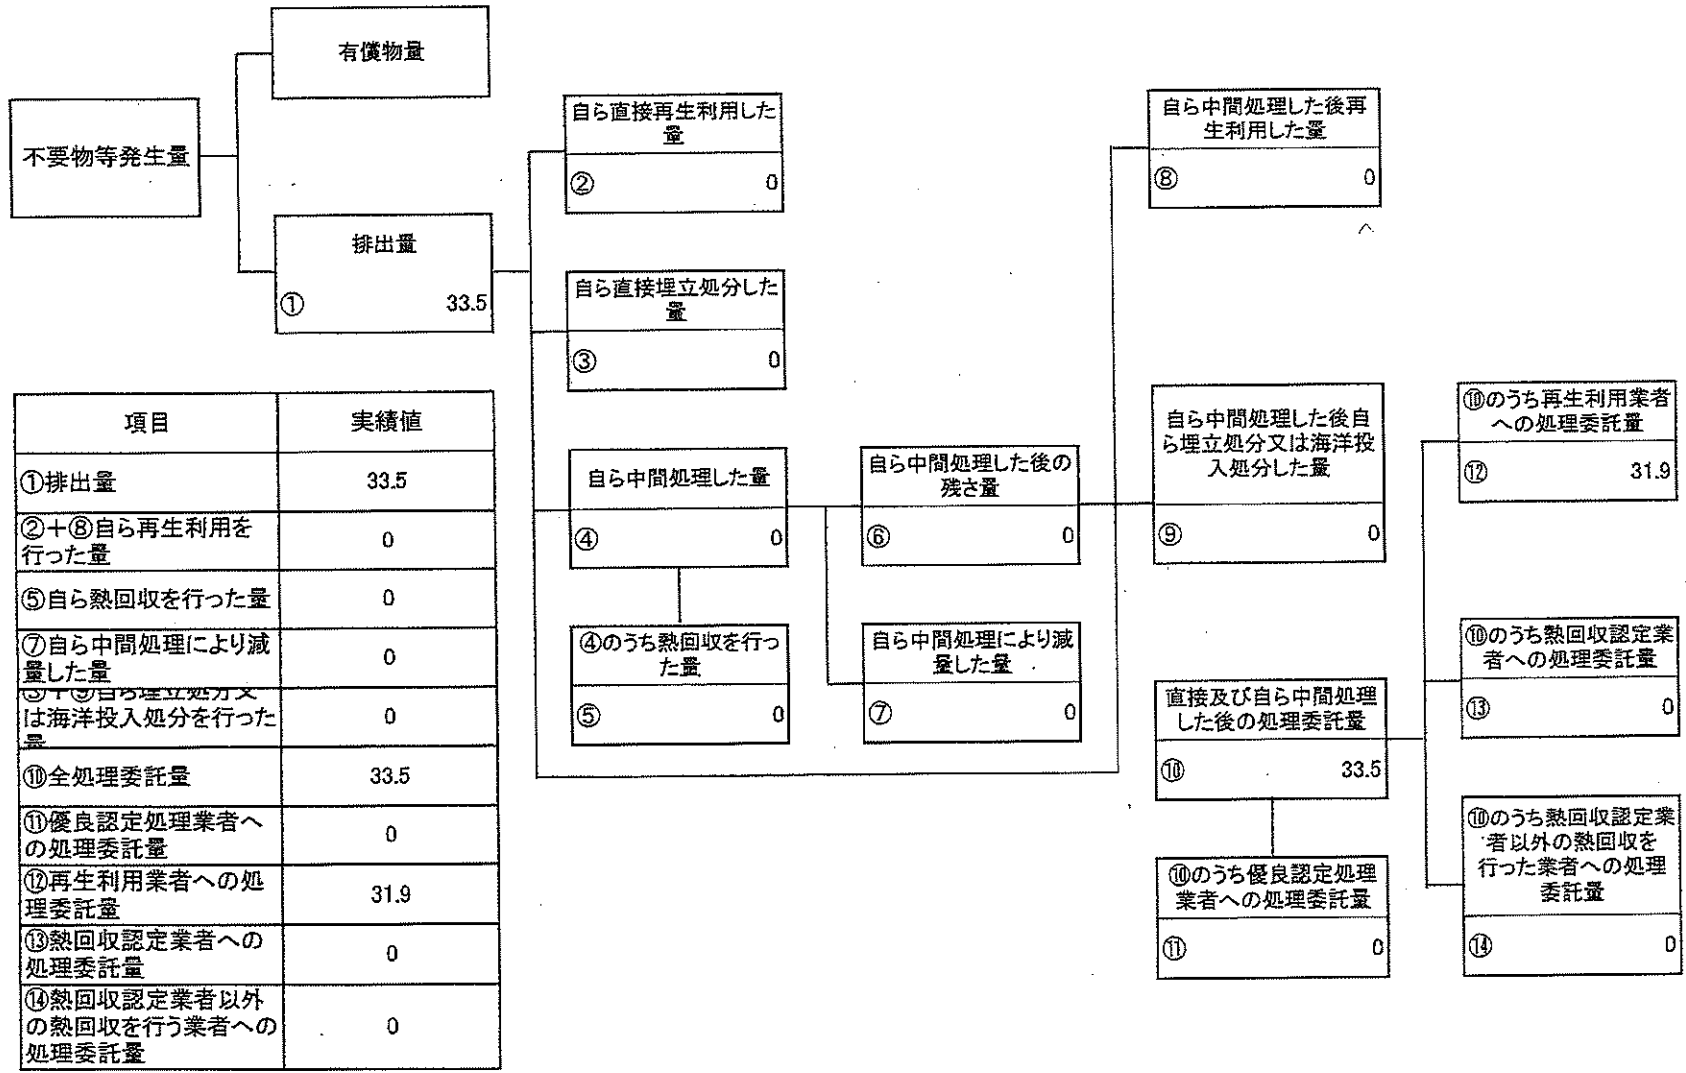 有償物量
不要物等発生量
排出量
① 33.5
自ら直接再生利用した
量
② 0
自ら直接埋立処分した
量
③ 0
自ら中間処理した量
④ 0
④のうち熱回収を行っ
た量
⑤ 0
自ら中間処理した後の
残さ量
⑥ 0
自ら中間処理により減
量した量
⑦ 0
自ら中間処理した後再
生利用した量
⑧ 0
自ら中間処理した後自
ら埋立処分又は海洋投
入処分した量
⑨ 0
直接及び自ら中間処理
した後の処理委託量
⑩ 33.5
⑩のうち優良認定処理
業者への処理委託量
⑪ 0
⑩のうち再生利用業者
への処理委託量
⑫ 31.9
⑩のうち熱回収認定業
者への処理委託量
⑬ 0
⑩のうち熱回収認定業
者以外の熱回収を
行った業者への処理
委託量
⑭ 0
項目 実績値
①排出量 33.5
②+⑧自ら再生利用を
行った量 0
⑤自ら熱回収を行った量 0
⑦自ら中間処理により減
量した量 0
③+⑨自ら埋立処分又
は海洋投入処分を行った
量 0
⑩全処理委託量 33.5
⑪優良認定処理業者へ
の処理委託量 0
⑫再生利用業者への処
理委託量 31.9
⑬熱回収認定業者への
処理委託量 0
⑭熱回収認定業者以外
の熱回収を行う業者への
処理委託量 0